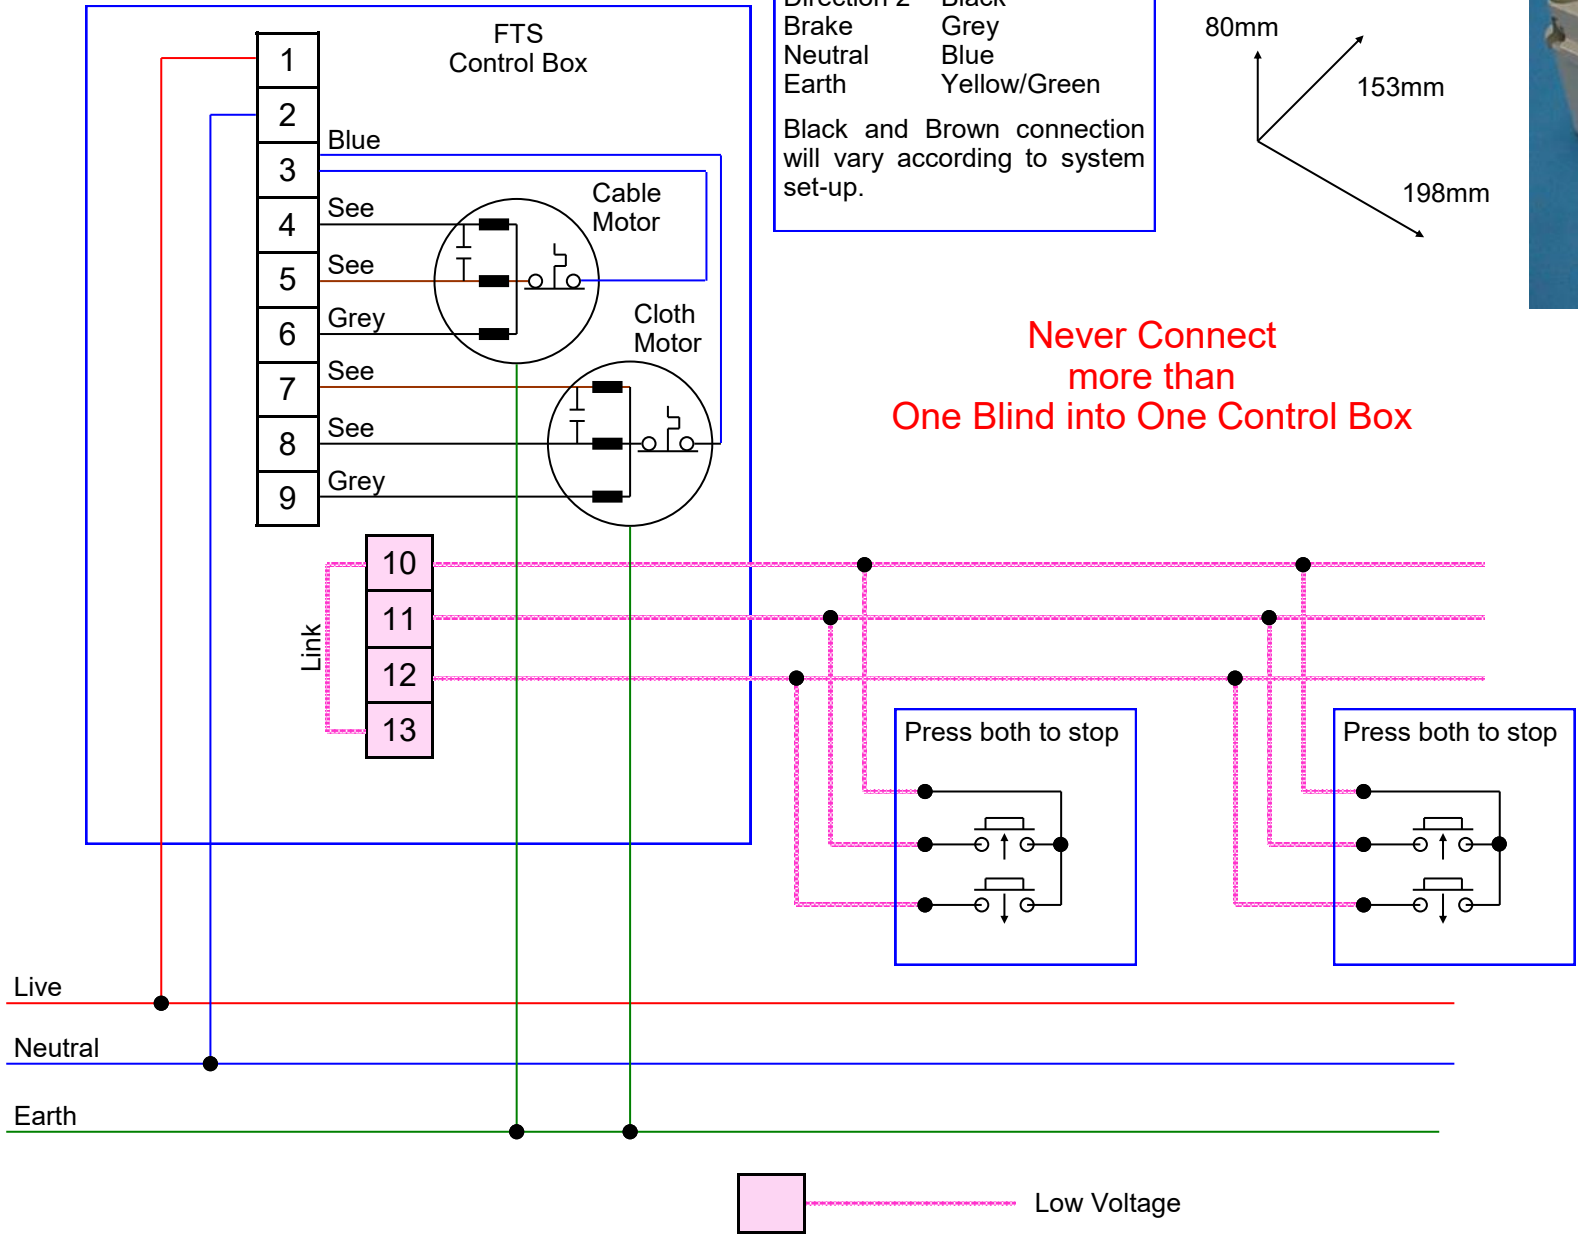 FTS
Control Box
1
2
3
4
5
6
7
8
9
Blue
See
See
Grey
See
See
Grey
Cable
Motor
Cloth
Motor
10
11
12
13
Link
Direction 2 Black
Brake Grey
Neutral Blue
Earth Yellow/Green
Black and Brown connection
will vary according to system
set-up.
80mm
153mm
198mm
Never Connect
more than
One Blind into One Control Box
Press both to stop
Press both to stop
Live
Neutral
Earth
Low Voltage